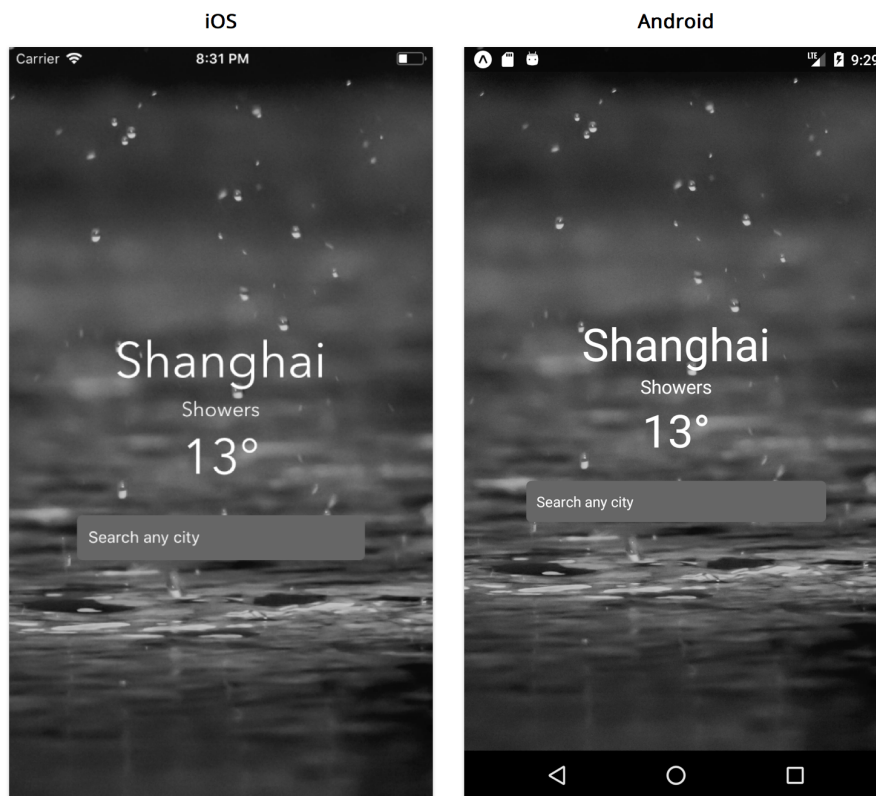 iOS
Android
Carrier
8:31 PM
LTE
9:29
Shanghai
Showers
13°
Search any city
Shanghai
Showers
13°
Search any city